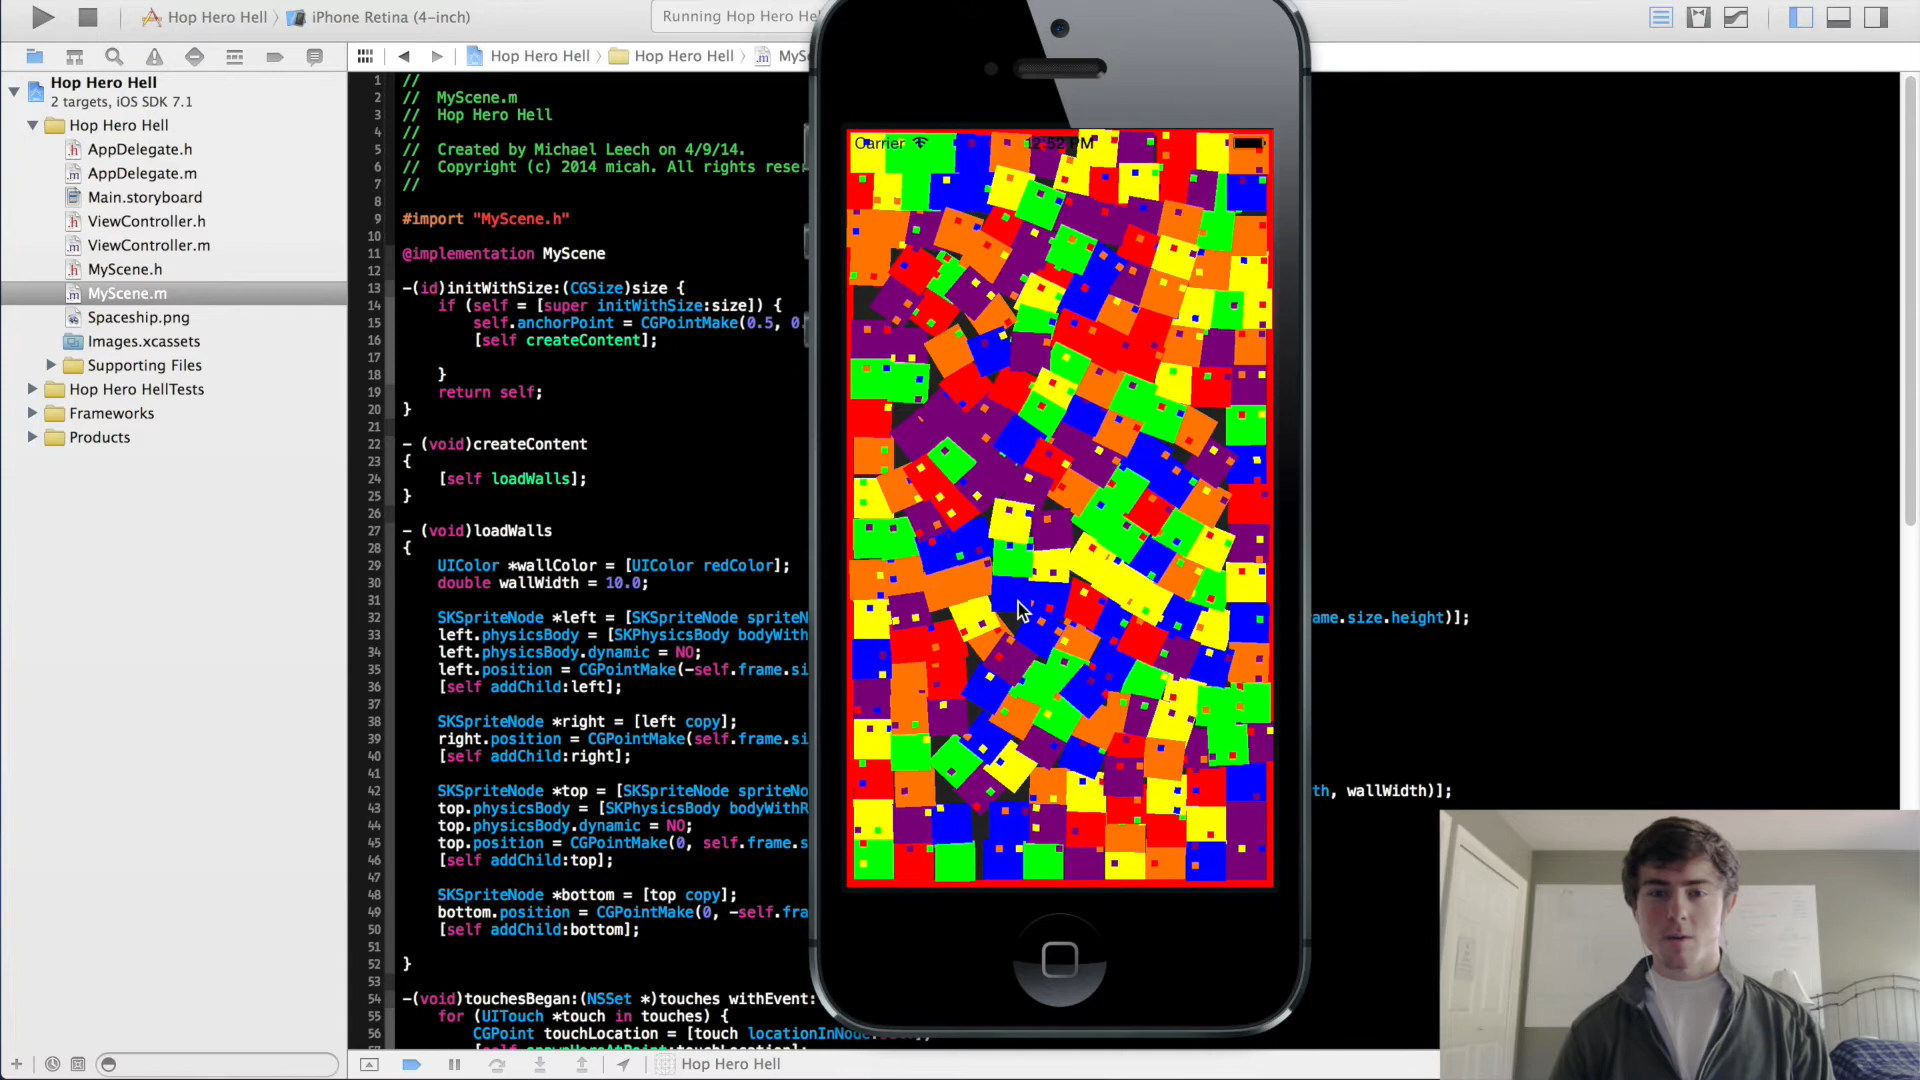 Hop Hero Hell
iPhone Retina (4-inch)
Running Hop Hero He
Hop Hero Hell
2 targets, iOS SDK 7.1
Hop Hero Hell
AppDelegate.h
AppDelegate.m
Main.storyboard
ViewController.h
ViewController.m
MyScene.h
MyScene.m
Spaceship.png
Images.xcassets
Supporting Files
Hop Hero HellTests
Frameworks
Products
Hop Hero Hell
Hop Hero Hell
MySc
1 //
2 // MyScene.m
3 // Hop Hero Hell
4 //
5 // Created by Michael Leech on 4/9/14.
6 // Copyright (c) 2014 micah. All rights reser
7 //
8
9 #import "MyScene.h"
10
11 @implementation MyScene
12
13 -(id)initWithSize:(CGSize)size {
14 if (self = [super initWithSize:size]) {
15 self.anchorPoint = CGPointMake(0.5, 0.
16 [self createContent];
17
18 }
19 return self;
20 }
21
22 - (void)createContent
23 {
24 [self loadWalls];
25 }
26
27 - (void)loadWalls
28 {
29 UIColor *wallColor = [UIColor redColor];
30 double wallWidth = 10.0;
31
32 SKSpriteNode *left = [SKSpriteNode spriteN ame.size.height)];
33 left.physicsBody = [SKPhysicsBody bodyWith
34 left.physicsBody.dynamic = NO;
35 left.position = CGPointMake(-self.frame.si
36 [self addChild:left];
37
38 SKSpriteNode *right = [left copy];
39 right.position = CGPointMake(self.frame.si
40 [self addChild:right];
41
42 SKSpriteNode *top = [SKSpriteNode spriteNo th, wallWidth)];
43 top.physicsBody = [SKPhysicsBody bodyWithR
44 top.physicsBody.dynamic = NO;
45 top.position = CGPointMake(0, self.frame.s
46 [self addChild:top];
47
48 SKSpriteNode *bottom = [top copy];
49 bottom.position = CGPointMake(0, -self.fra
50 [self addChild:bottom];
51
52 }
53
54 -(void)touchesBegan:(NSSet *)touches withEvent:
55 for (UITouch *touch in touches) {
56 CGPoint touchLocation = [touch locationInNode
Carrier
12:52 PM
Hop Hero Hell